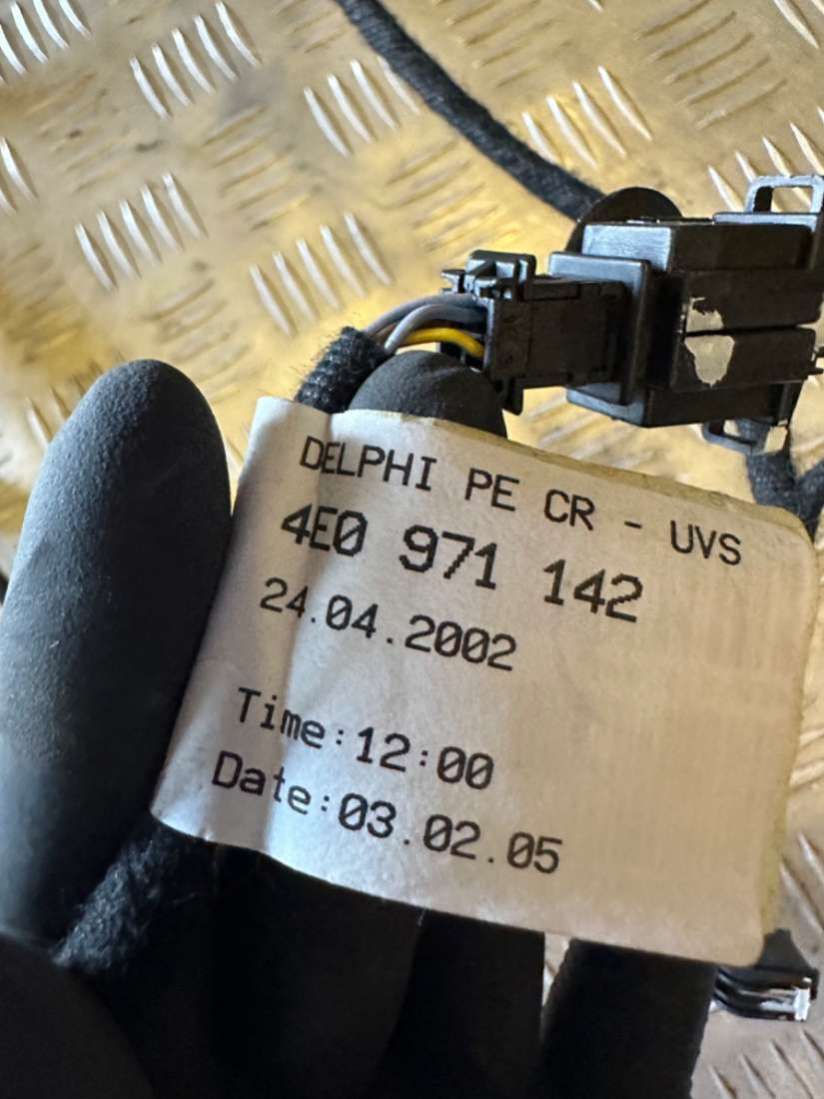 DELPHI PE CR - UVS
4E0 971 142
24.04.2002
Time:12:00
Date:03.02.05